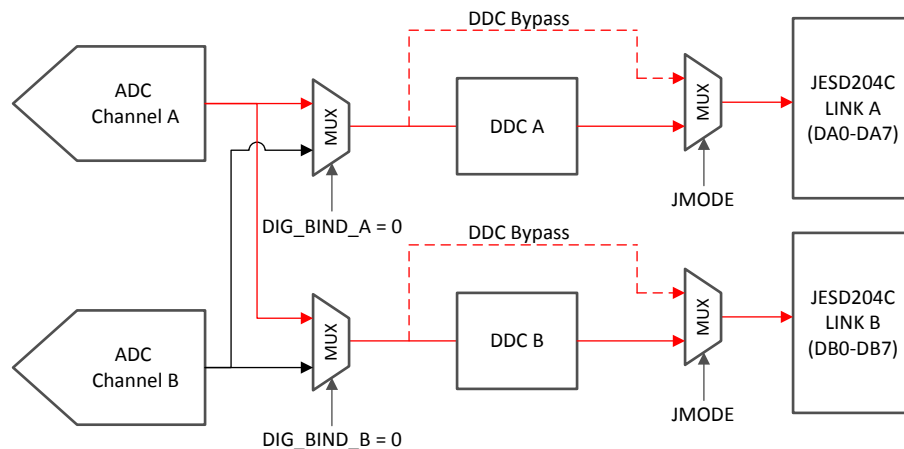 DDC Bypass
ADC
Channel A
MUX
DDC A
MUX
JESD204C
LINK A
(DA0-DA7)
DIG_BIND_A = 0
JMODE
DDC Bypass
ADC
Channel B
MUX
DDC B
MUX
JESD204C
LINK B
(DB0-DB7)
DIG_BIND_B = 0
JMODE